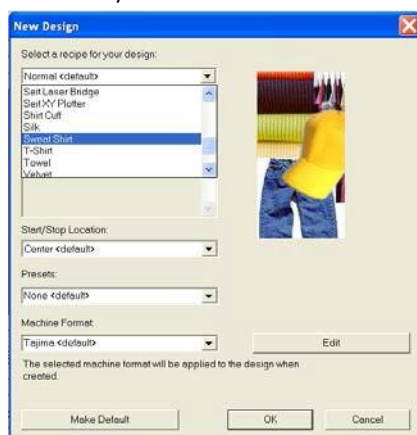 New Design
Select a recipe for your design:
Normal <default>
Seit Laser Bridge
Seit XY Plotter
Shirt Cuff
Silk
Sweat Shirt
T-Shirt
Towel
Velvet
Start/Stop Location:
Center <default>
Presets:
None <default>
Machine Format:
Tajima <default>
Edit
The selected machine format will be applied to the design when
created.
Make Default
OK
Cancel